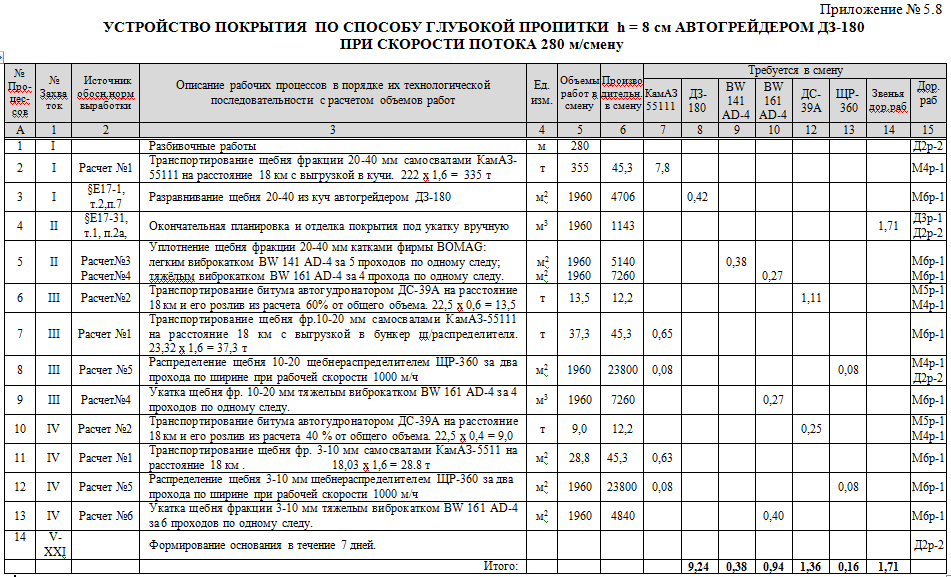 Приложение № 5.8
УСТРОЙСТВО ПОКРЫТИЯ ПО СПОСОБУ ГЛУБОКОЙ ПРОПИТКИ h = 8 см АВТОГРЕЙДЕРОМ ДЗ-180
ПРИ СКОРОСТИ ПОТОКА 280 м/смену
№ Про-цес-сов | № Захва ток | Источник обосн,норм выработки | Описание рабочих процессов в порядке их технологической последовательности с расчетом объемов работ | Ед. изм. | Объемы работ в смену | Произво дительн. в смену | Требуется в смену | Дор. раб
КамАЗ 55111 | ДЗ-180 | BW 141 AD-4 | BW 161 AD-4 | ДС-39А | ЩР-360 | Звенья дор.раб
А | 1 | 2 | 3 | 4 | 5 | 6 | 7 | 8 | 9 | 10 | 12 | 13 | 14 | 15
1 | I | Разбивочные работы | м | 280 | Д2р-2
2 | I | Расчет №1 | Транспортирование щебня фракции 20-40 мм самосвалами КамАЗ-
55111 на расстояние 18 км с выгрузкой в кучи. 222 х 1,6 = 335 т | т | 355 | 45,3 | 7,8 | М4р-1
3 | I | §Е17-1, т.2,п.7 | Разравнивание щебня 20-40 из куч автогрейдером ДЗ-180 | м2 | 1960 | 4706 | 0,42 | М6р-1
4 | II | §Е17-31, т.1, п.2а, | Окончательная планировка и отделка покрытия под укатку вручную | м3 | 1960 | 1143 | 1,71 | Д3р-1 Д2р-2
5 | II | Уплотнение щебня фракции 20-40 мм катками фирмы BOMAG:
Расчет№3 | легким виброкатком BW 141 AD-4 за 5 проходов по одному следу; | м2 | 1960 | 5140 | 0,38 | М6р-1
Расчет№4 | тяжёлым виброкатком BW 161 AD-4 за 4 прохода по одному следу. | м2 | 1960 | 7260 | 0,27 | М6р-1
6 | III | Расчет№2 | Транспортирование битума автогудронатором ДС-39А на расстояние
18 км и его розлив из расчета 60% от общего объема. 22,5 х 0,6 = 13,5 | т | 13,5 | 12,2 | 1,11 | М5р-1 М4р-1
7 | III | Расчет №1 | Транспортирование щебня фр.10-20 мм самосвалами КамАЗ-55111
на расстояние 18 км с выгрузкой в бункер щ/распределителя.
23,32 х 1,6 = 37,3 т | т | 37,3 | 45,3 | 0,65 | М6р-1
8 | III | Расчет №5 | Распределение щебня 10-20 щебнераспределителем ЩР-360 за два
прохода по ширине при рабочей скорости 1000 м/ч | м2 | 1960 | 23800 | 0,08 | 0,08 | М4р-1 Д2р-2
9 | III | Расчет№4 | Укатка щебня фр. 10-20 мм тяжелым виброкатком BW 161 AD-4 за 4
проходов по одному следу. | м3 | 1960 | 7260 | 0,27 | М6р-1
10 | IV | Расчет №2 | Транспортирование битума автогудронатором ДС-39А на расстояние
18 км и его розлив из расчета 40 % от общего объема. 22,5 х 0,4 = 9,0 | т | 9,0 | 12,2 | 0,25 | М5р-1 М4р-1
11 | IV | Расчет №1 | Транспортирование щебня фр. 3-10 мм самосвалами КамАЗ-5511 на
расстояние 18 км . 18,03 х 1,6 = 28.8 т | м2 | 28,8 | 45,3 | 0,63 | М6р-1
12 | IV | Расчет №5 | Распределение щебня 3-10 мм щебнераспределителем ЩР-360 за два
прохода по ширине при рабочей скорости 1000 м/ч | м2 | 1960 | 23800 | 0,08 | 0,08 | М6р-1
13 | IV | Расчет №6 | Укатка щебня фракции 3-10 мм тяжелым виброкатком BW 161 AD-4
за 6 проходов по одному следу. | м2 | 1960 | 4840 | 0,40 | М6р-1
14 | V-XXI | Формирование основания в течение 7 дней. | Д2р-2
Итого: | 9,24 | 0,38 | 0,94 | 1,36 | 0,16 | 1,71